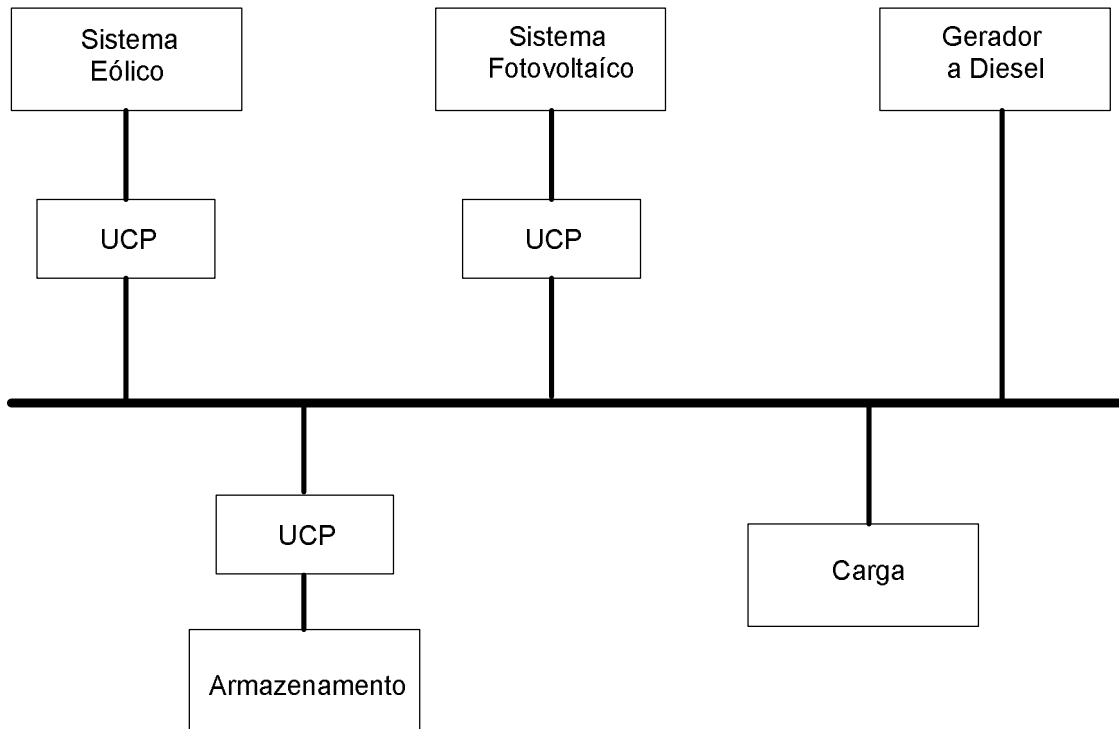 Sistema
Eólico
Sistema
Fotovoltaíco
Gerador
a Diesel
UCP
UCP
UCP
Carga
Armazenamento